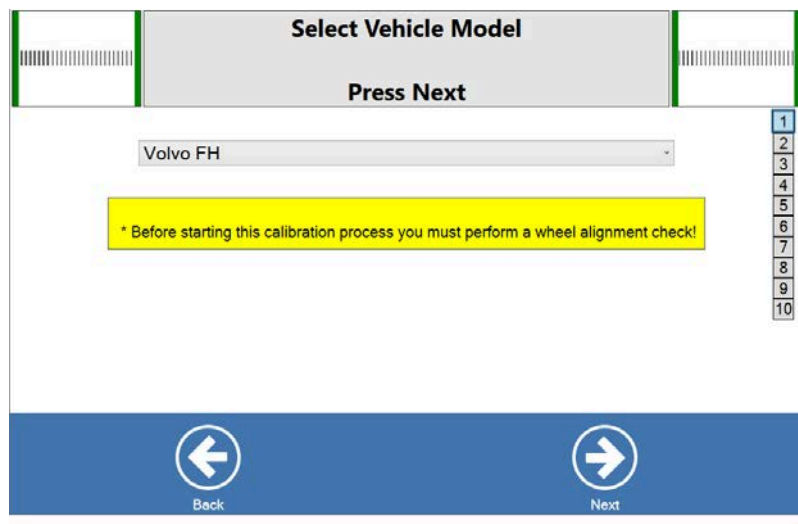 Select Vehicle Model
Press Next
Volvo FH
* Before starting this calibration process you must perform a wheel alignment check!
1
2
3
4
5
6
7
8
9
10
Back
Next